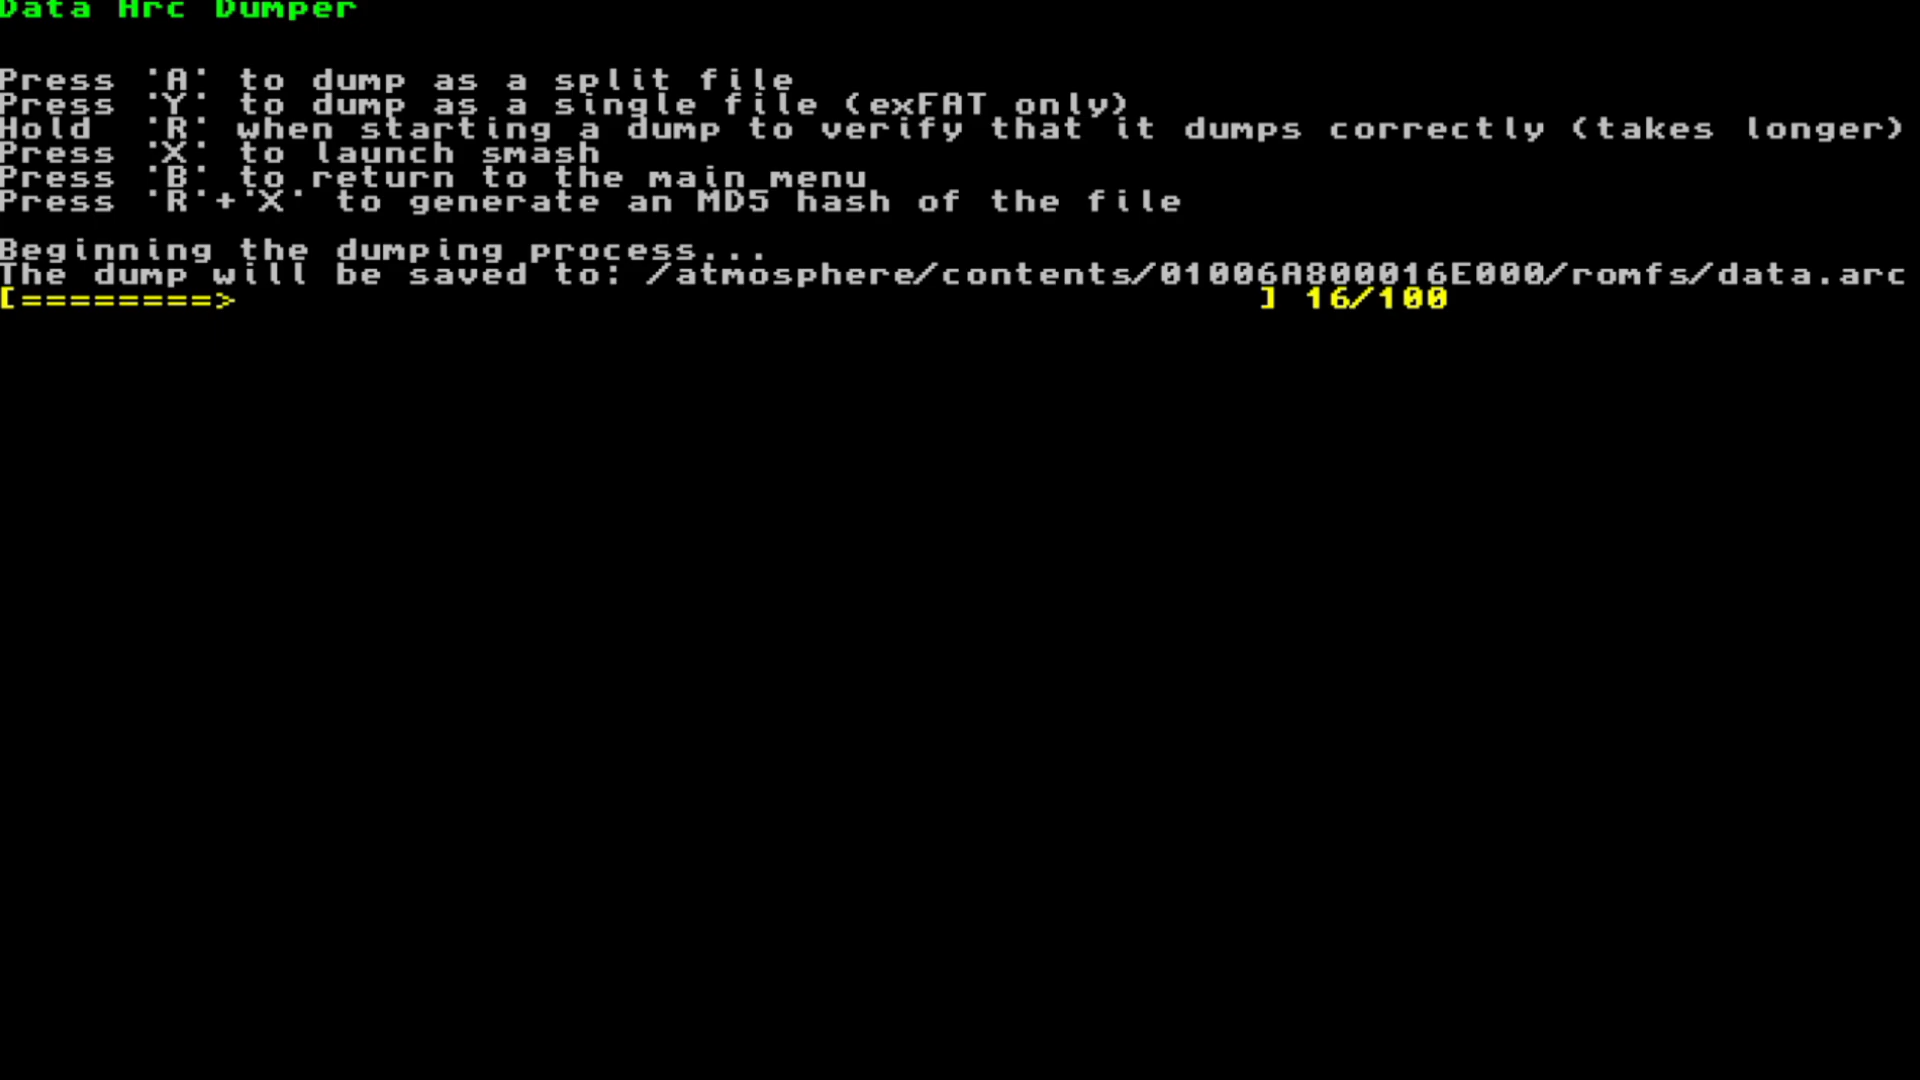 Data Arc Dumper
Press 'A' to dump as a split file
Press 'Y' to dump as a single file (exFAT only)
Hold 'R' when starting a dump to verify that it dumps correctly (takes longer)
Press 'X' to launch smash
Press 'B' to return to the main menu
Press 'R'+'X' to generate an MD5 hash of the file
Beginning the dumping process...
The dump will be saved to: /atmosphere/contents/01006A800016E000/romfs/data.arc
[========> ] 16/100